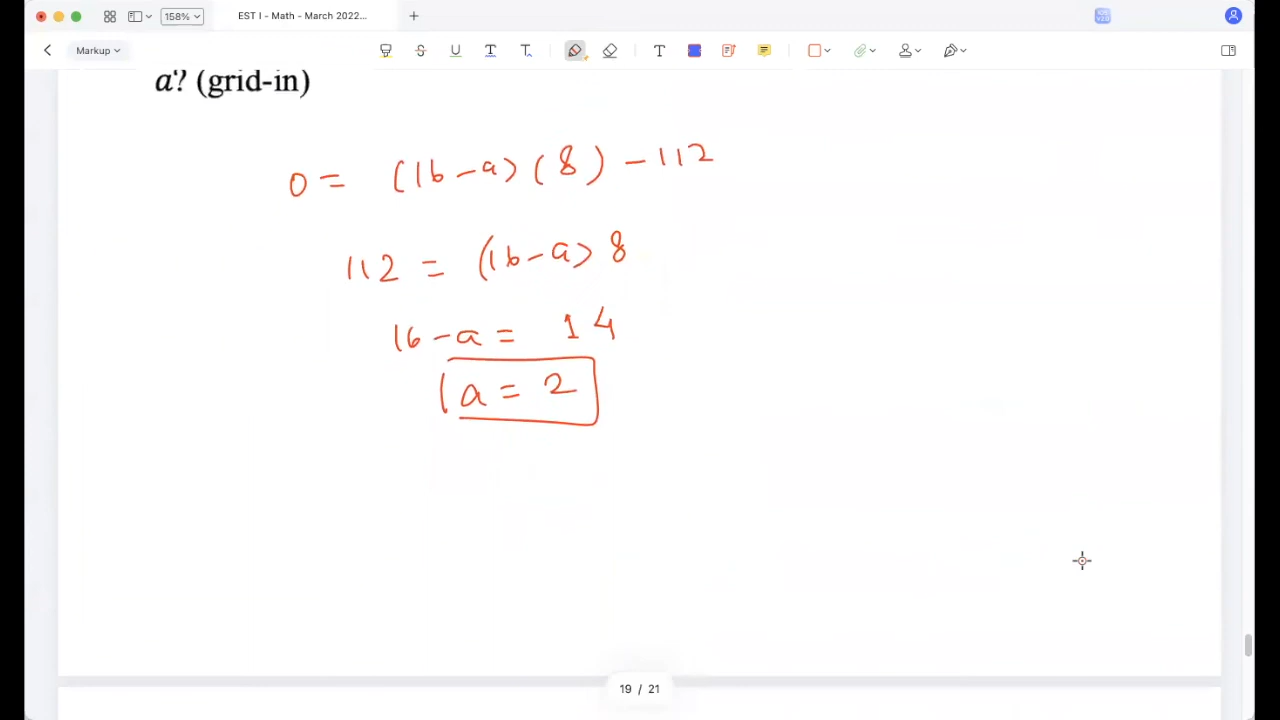 158%
EST I - Math - March 2022...
Markup
a? (grid-in)
0 = (16 - a) (8) - 112
112 = (16 - a) 8
16 - a = 14
a = 2
19 / 21